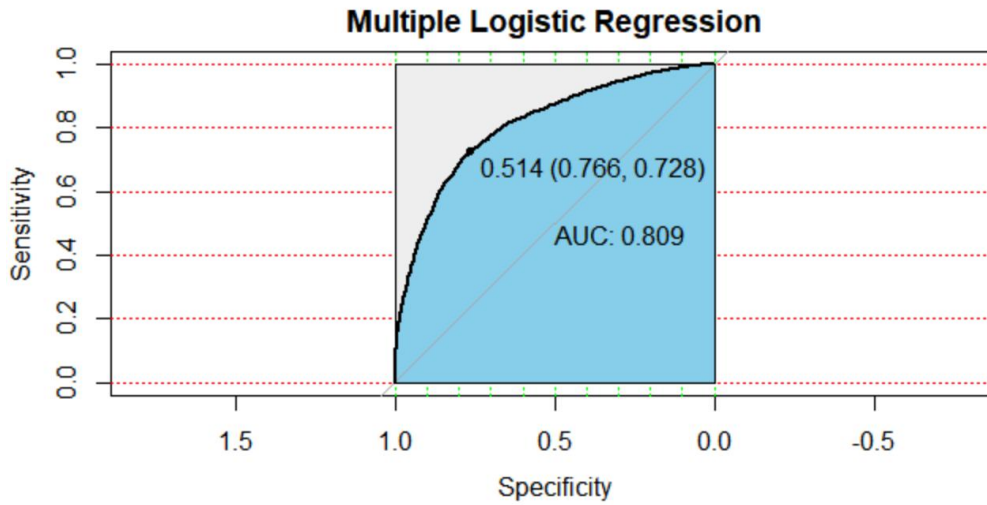 Multiple Logistic Regression
Sensitivity
1.0
0.8
0.6
0.4
0.2
0.0
0.514 (0.766, 0.728)
AUC: 0.809
1.5 1.0 0.5 0.0 -0.5
Specificity